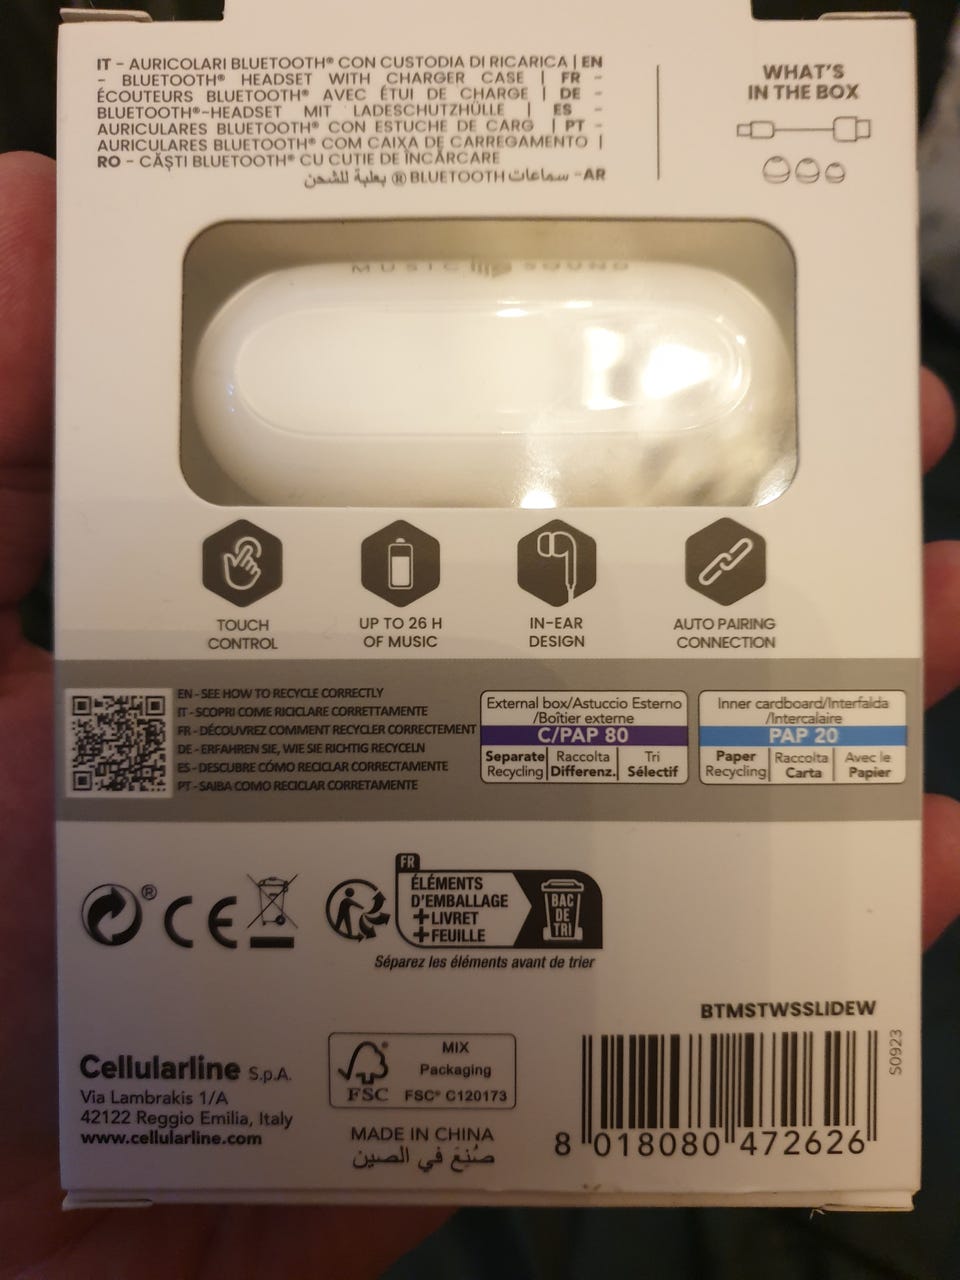 IT - AURICOLARI BLUETOOTH® CON CUSTODIA DI RICARICA | EN
- BLUETOOTH® HEADSET WITH CHARGER CASE | FR -
ÉCOUTEURS BLUETOOTH® AVEC ÉTUI DE CHARGE | DE -
BLUETOOTH®-HEADSET MIT LADESCHUTZHÜLLE | ES -
AURICULARES BLUETOOTH® CON ESTUCHE DE CARG | PT -
AURICULARES BLUETOOTH® COM CAIXA DE CARREGAMENTO |
RO - CĂȘTI BLUETOOTH® CU CUTIE DE ÎNCĂRCARE
AR- سماعات BLUETOOTH ® بعلبة للشحن
WHAT'S
IN THE BOX
MUSIC SOUND
TOUCH
CONTROL
UP TO 26 H
OF MUSIC
IN-EAR
DESIGN
AUTO PAIRING
CONNECTION
EN - SEE HOW TO RECYCLE CORRECTLY
IT - SCOPRI COME RICICLARE CORRETTAMENTE
FR - DÉCOUVREZ COMMENT RECYCLER CORRECTEMENT
DE - ERFAHREN SIE, WIE SIE RICHTIG RECYCELN
ES - DESCUBRE CÓMO RECICLAR CORRECTAMENTE
PT - SAIBA COMO RECICLAR CORRETAMENTE
External box/Astuccio Esterno
/Boîtier externe
C/PAP 80
Separate Recycling
Raccolta Differenz.
Tri Sélectif
Inner cardboard/Interfalda
/Intercalaire
PAP 20
Paper Recycling
Raccolta Carta
Avec le Papier
®
CE
FR
ÉLÉMENTS
D'EMBALLAGE
+LIVRET
+FEUILLE
BAC
DE
TRI
Séparez les éléments avant de trier
BTMSTWSSLIDEW
S0923
Cellularline S.p.A.
Via Lambrakis 1/A
42122 Reggio Emilia, Italy
www.cellularline.com
FSC
MIX
Packaging
FSC® C120173
MADE IN CHINA
صُنِعَ في الصين
8 018080 472626